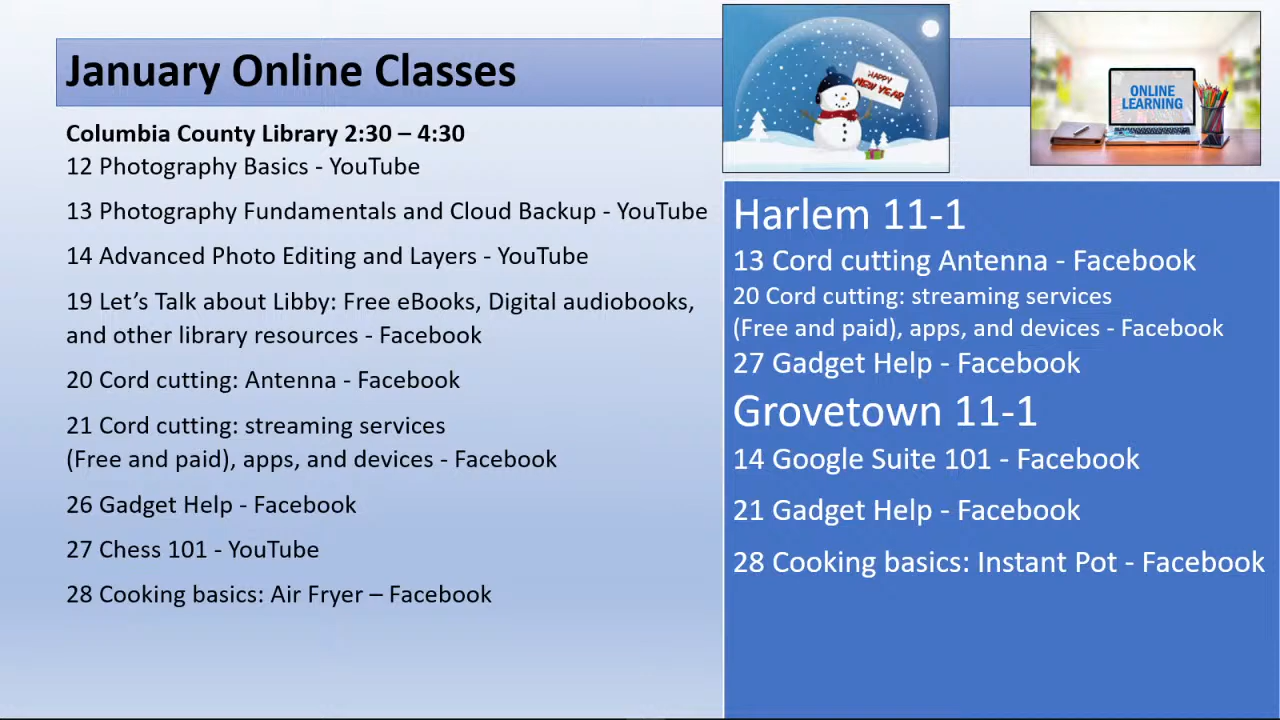 January Online Classes
Columbia County Library 2:30 – 4:30
12 Photography Basics - YouTube
13 Photography Fundamentals and Cloud Backup - YouTube
14 Advanced Photo Editing and Layers - YouTube
19 Let’s Talk about Libby: Free eBooks, Digital audiobooks,
and other library resources - Facebook
20 Cord cutting: Antenna - Facebook
21 Cord cutting: streaming services
(Free and paid), apps, and devices - Facebook
26 Gadget Help - Facebook
27 Chess 101 - YouTube
28 Cooking basics: Air Fryer – Facebook
HAPPY
NEW YEAR
ONLINE
LEARNING
Harlem 11-1
13 Cord cutting Antenna - Facebook
20 Cord cutting: streaming services
(Free and paid), apps, and devices - Facebook
27 Gadget Help - Facebook
Grovetown 11-1
14 Google Suite 101 - Facebook
21 Gadget Help - Facebook
28 Cooking basics: Instant Pot - Facebook